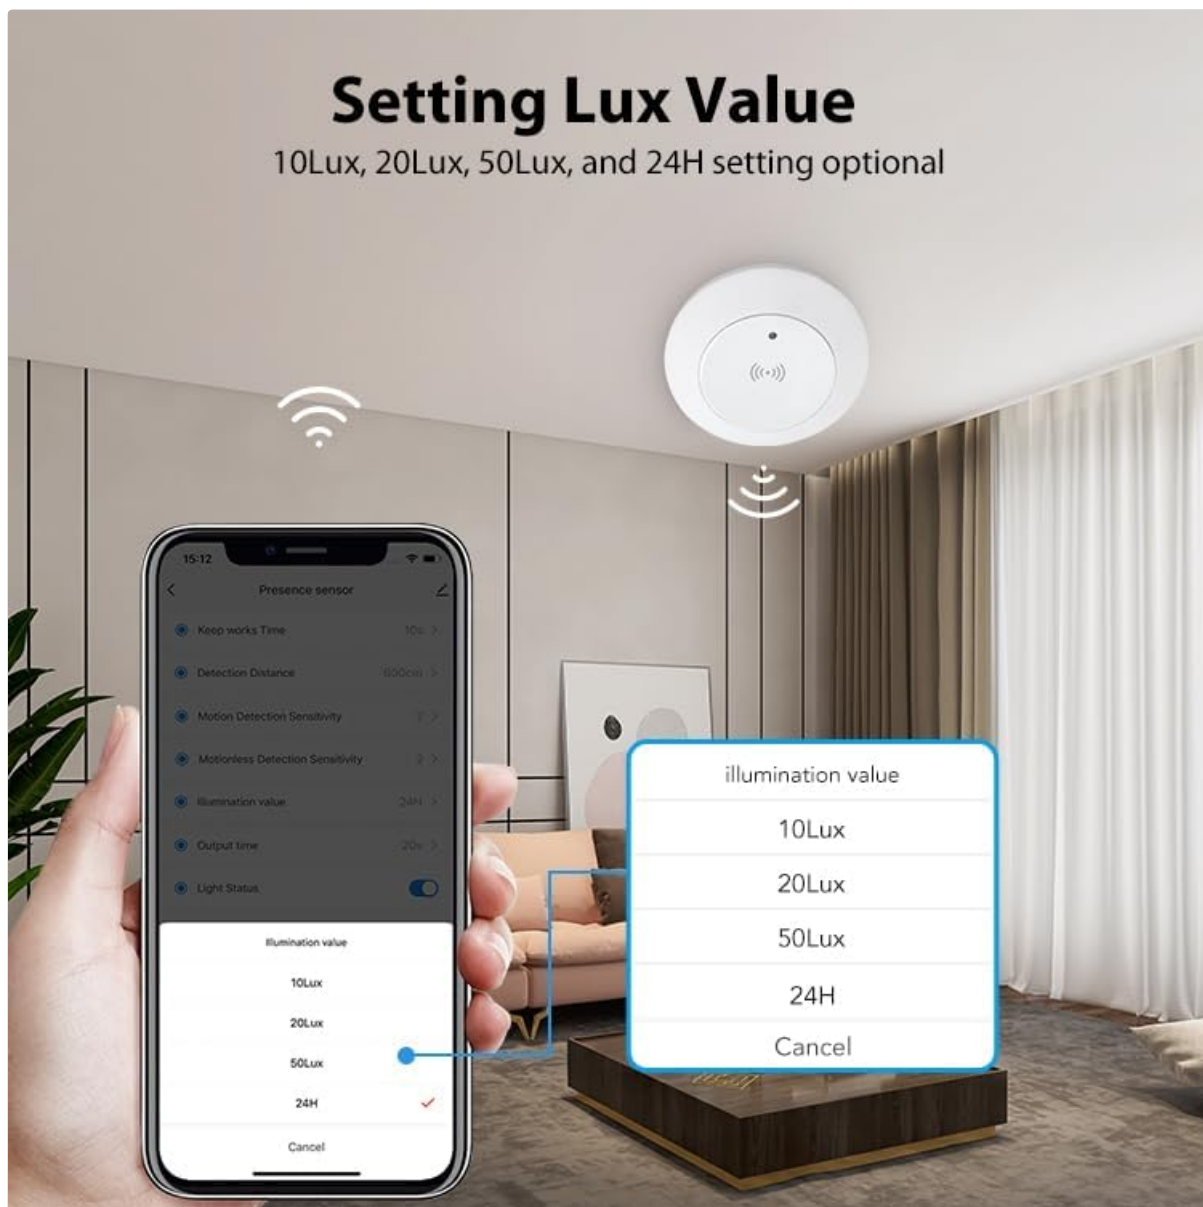 Setting Lux Value
10Lux, 20Lux, 50Lux, and 24H setting optional
15:12
Presence sensor
Keep works Time 10s
Detection Distance 600cm
Motion Detection Sensitivity
Motionless Detection Sensitivity 2
Illumination value 24H
Output time 20s
Light Status
Illumination value
10Lux
20Lux
50Lux
24H
Cancel
illumination value
10Lux
20Lux
50Lux
24H
Cancel